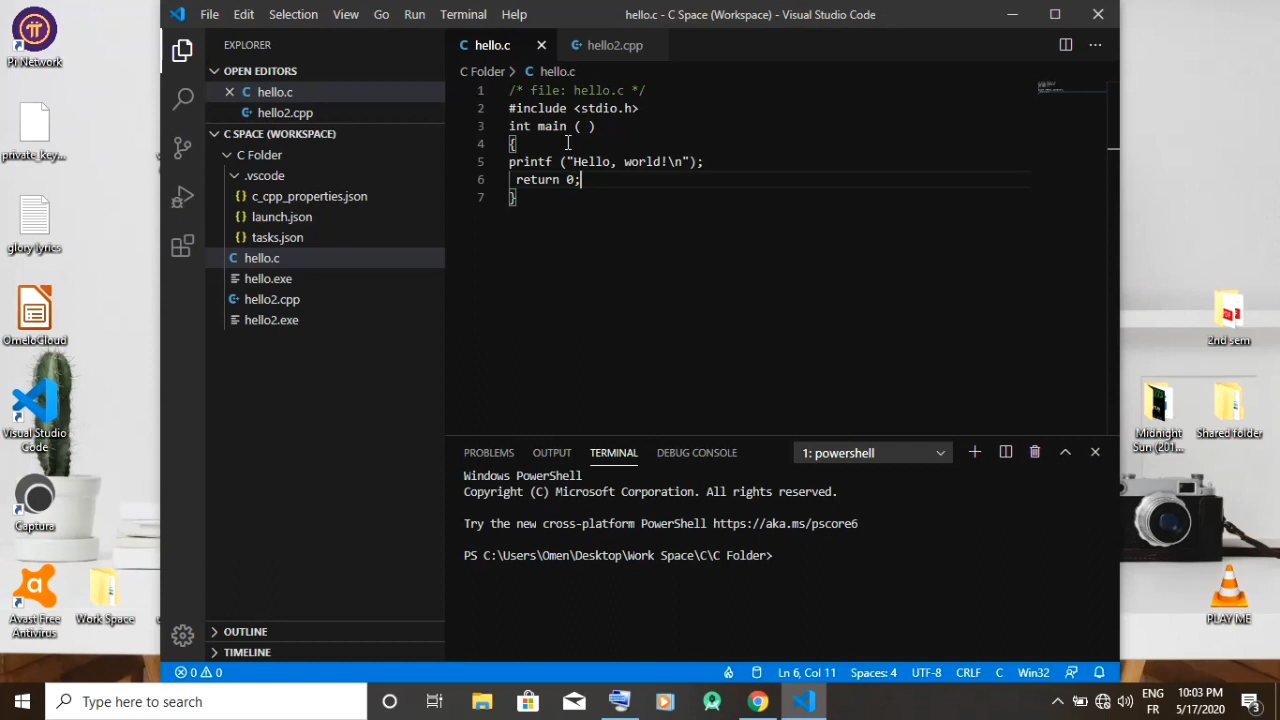 File Edit Selection View Go Run Terminal Help
hello.c - C Space (Workspace) - Visual Studio Code
EXPLORER
OPEN EDITORS
hello.c
hello2.cpp
C SPACE (WORKSPACE)
C Folder
.vscode
c_cpp_properties.json
launch.json
tasks.json
hello.c
hello.exe
hello2.cpp
hello2.exe
OUTLINE
TIMELINE
hello.c
hello2.cpp
C Folder > hello.c
1 /* file: hello.c */
2 #include <stdio.h>
3 int main ( )
4 {
5 printf ("Hello, world!\n");
6 return 0;
7 }
PROBLEMS OUTPUT TERMINAL DEBUG CONSOLE
1: powershell
Windows PowerShell
Copyright (C) Microsoft Corporation. All rights reserved.
Try the new cross-platform PowerShell https://aka.ms/pscore6
PS C:\Users\Omen\Desktop\Work Space\C\C Folder>
0 0
Ln 6, Col 11 Spaces: 4 UTF-8 CRLF C Win32
Pi Network
private_key...
glory lyrics
OmeloCloud
Visual Studio
Code
Captura
Avast Free
Antivirus
Work Space
2nd sem
Midnight
Sun (201...
Shared folder
PLAY ME
Type here to search
ENG
FR
10:03 PM
5/17/2020
3